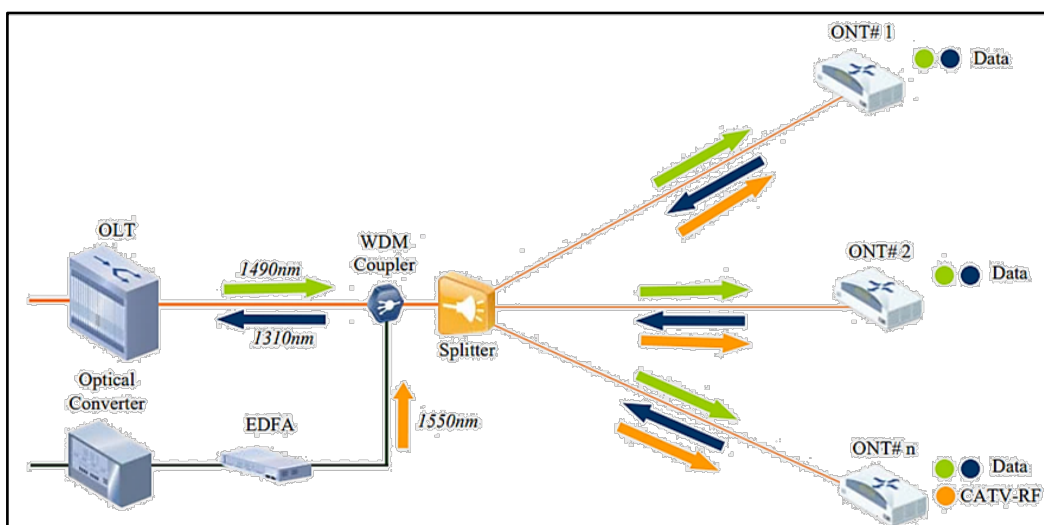 ONT# 1
Data
OLT
1490nm
WDM
Coupler
ONT# 2
Data
1310nm
Splitter
Optical
Converter
EDFA
1550nm
ONT# n
Data
CATV-RF